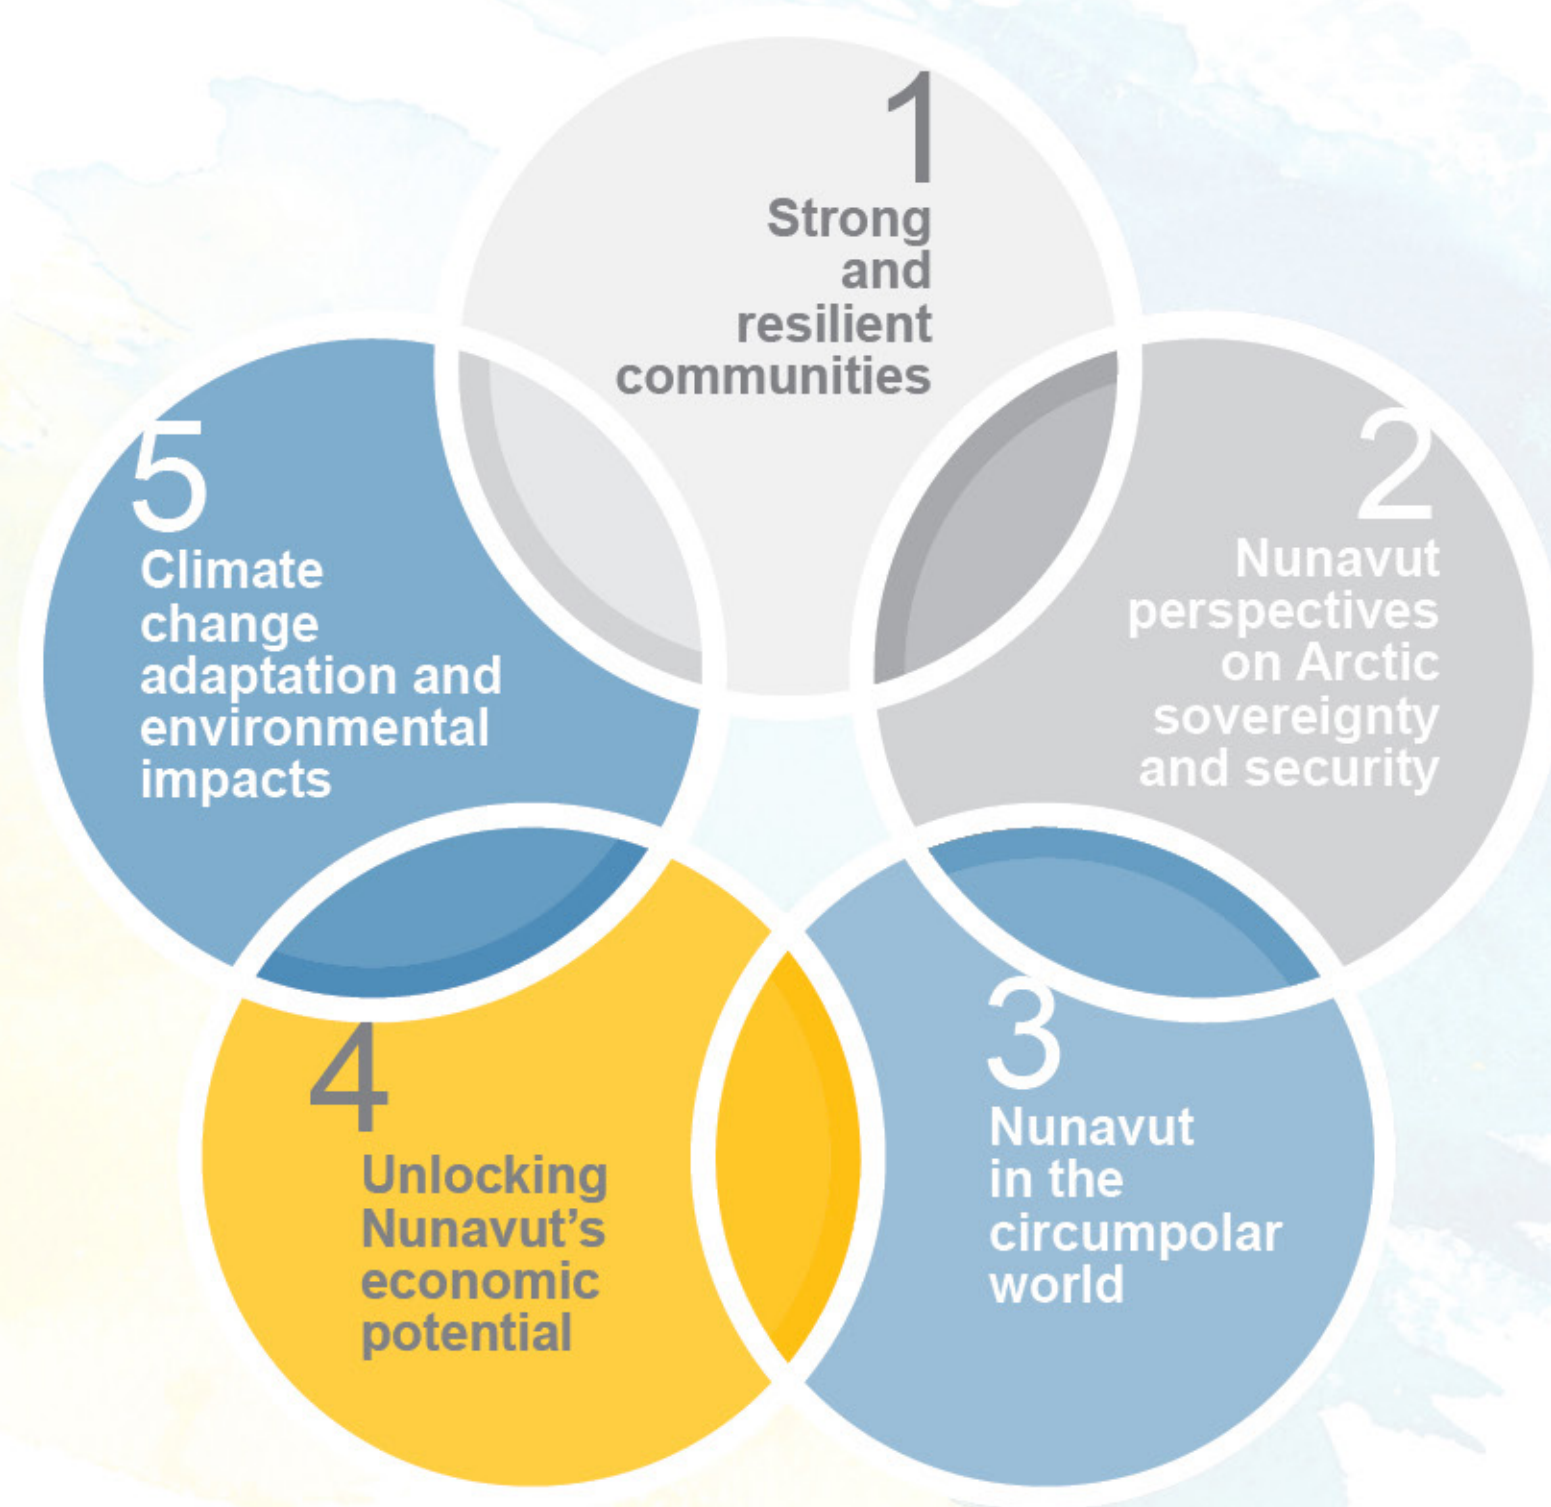 1
Strong
and
resilient
communities
2
Nunavut
perspectives
on Arctic
sovereignty
and security
3
Nunavut
in the
circumpolar
world
4
Unlocking
Nunavut’s
economic
potential
5
Climate
change
adaptation and
environmental
impacts